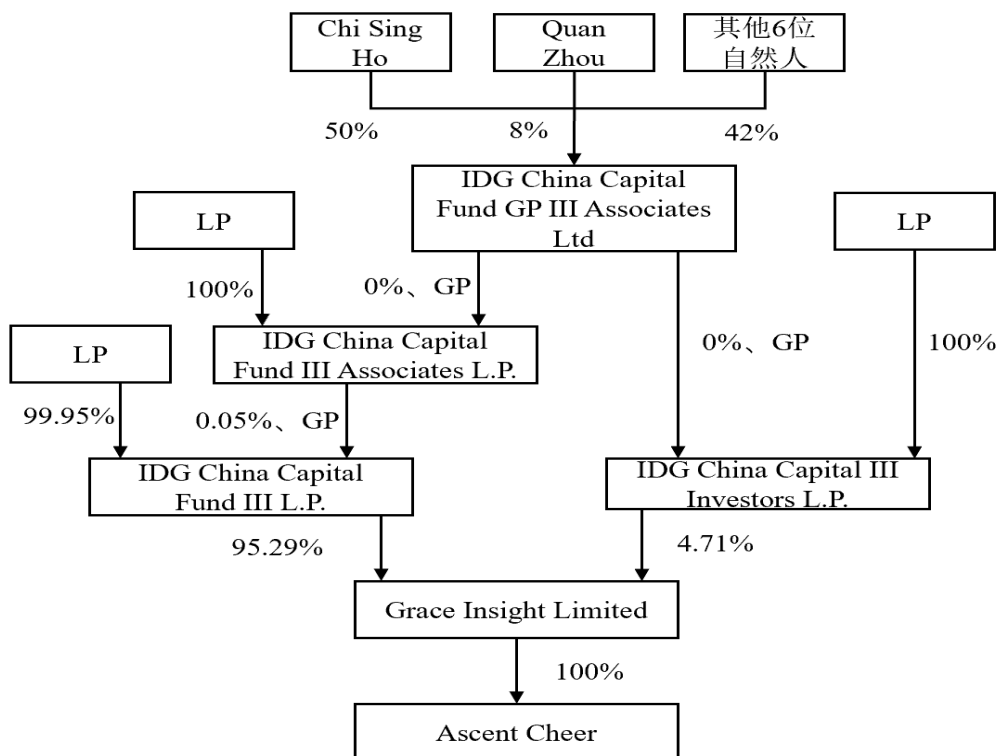 Chi Sing
Ho
Quan
Zhou
其他6位
自然人
50%
8%
42%
IDG China Capital
Fund GP III Associates
Ltd
LP
LP
100%
0%、GP
IDG China Capital
Fund III Associates L.P.
LP
0%、GP
100%
99.95%
0.05%、GP
IDG China Capital
Fund III L.P.
IDG China Capital III
Investors L.P.
95.29%
4.71%
Grace Insight Limited
100%
Ascent Cheer